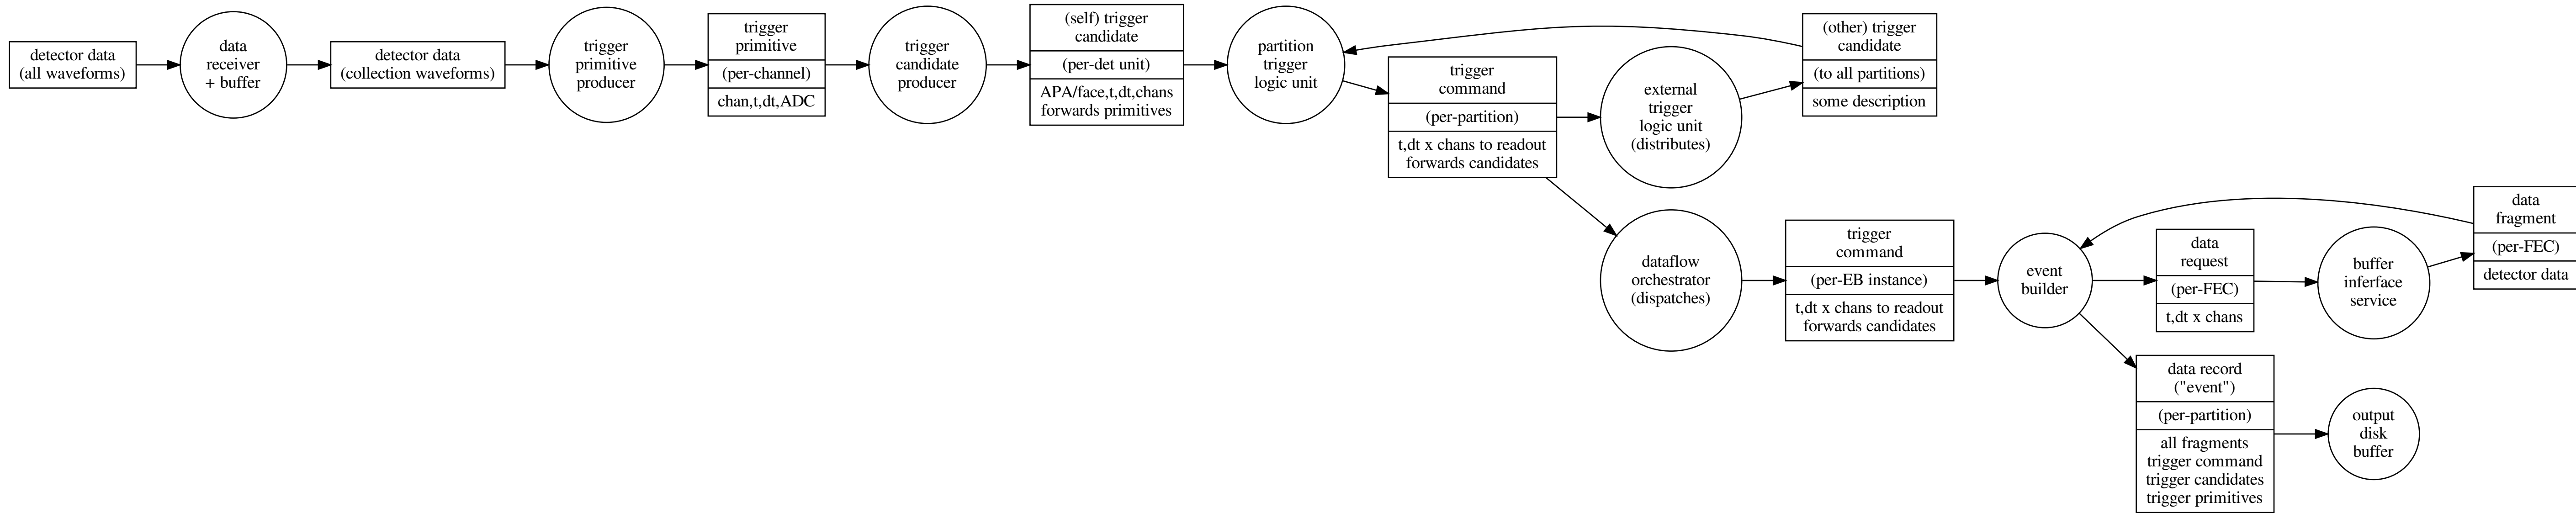 detector data
(all waveforms)
data
receiver
+ buffer
detector data
(collection waveforms)
trigger
primitive
producer
trigger
primitive
(per-channel)
chan,t,dt,ADC
trigger
candidate
producer
(self) trigger
candidate
(per-det unit)
APA/face,t,dt,chans
forwards primitives
partition
trigger
logic unit
trigger
command
(per-partition)
t,dt x chans to readout
forwards candidates
external
trigger
logic unit
(distributes)
(other) trigger
candidate
(to all partitions)
some description
dataflow
orchestrator
(dispatches)
trigger
command
(per-EB instance)
t,dt x chans to readout
forwards candidates
event
builder
data
request
(per-FEC)
t,dt x chans
buffer
inferface
service
data
fragment
(per-FEC)
detector data
data record
("event")
(per-partition)
all fragments
trigger command
trigger candidates
trigger primitives
output
disk
buffer